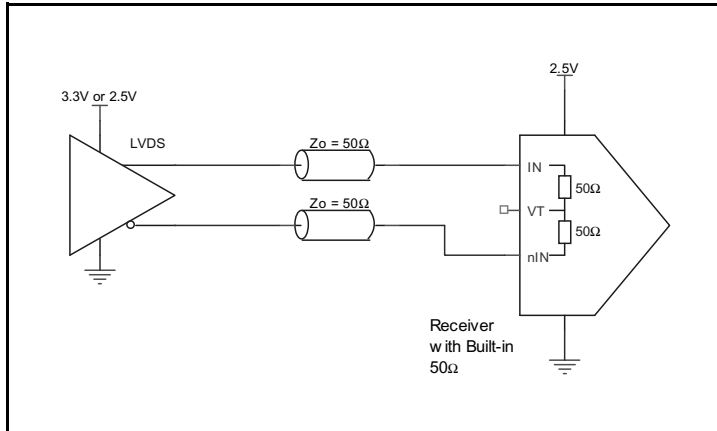 2.5V
3.3V or 2.5V
LVDS
Zo = 50Ω
IN
50Ω
Zo = 50Ω
VT
50Ω
nIN
Receiver
with Built-in
50Ω